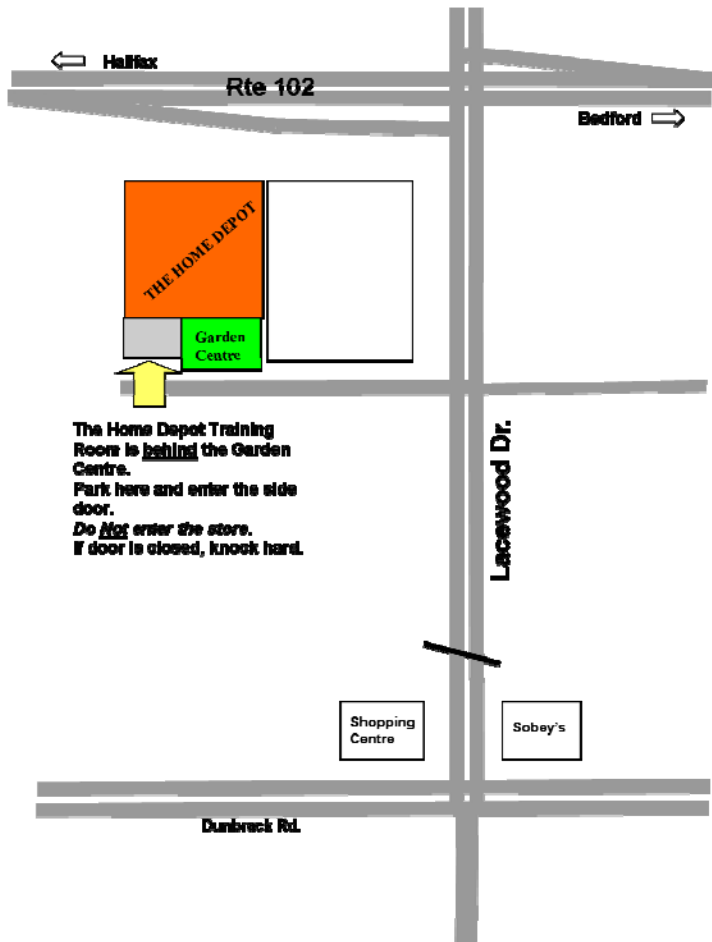 Halifax
Rte 102
Bedford
THE HOME DEPOT
Garden
Centre
The Home Depot Training
Room is behind the Garden
Centre.
Park here and enter the side
door.
Do Not enter the store.
If door is closed, knock hard.
Lacewood Dr.
Shopping
Centre
Sobey's
Dunbrack Rd.